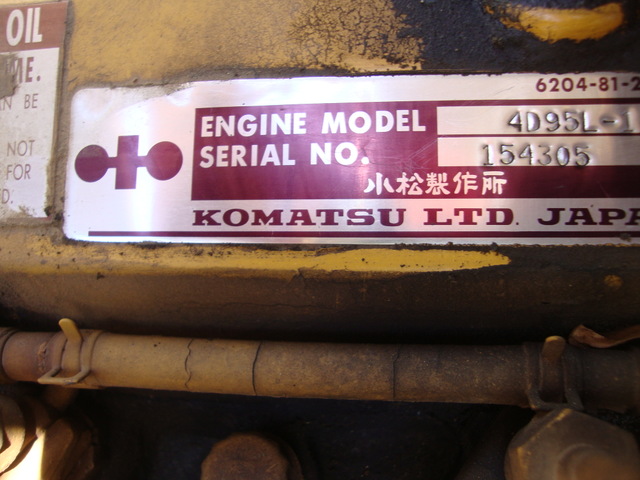 OIL
ME.
AN BE
NOT
FOR
D.
6204-81-2
ENGINE MODEL 4D95L-1
SERIAL NO. 154305
小松製作所
KOMATSU LTD. JAPA